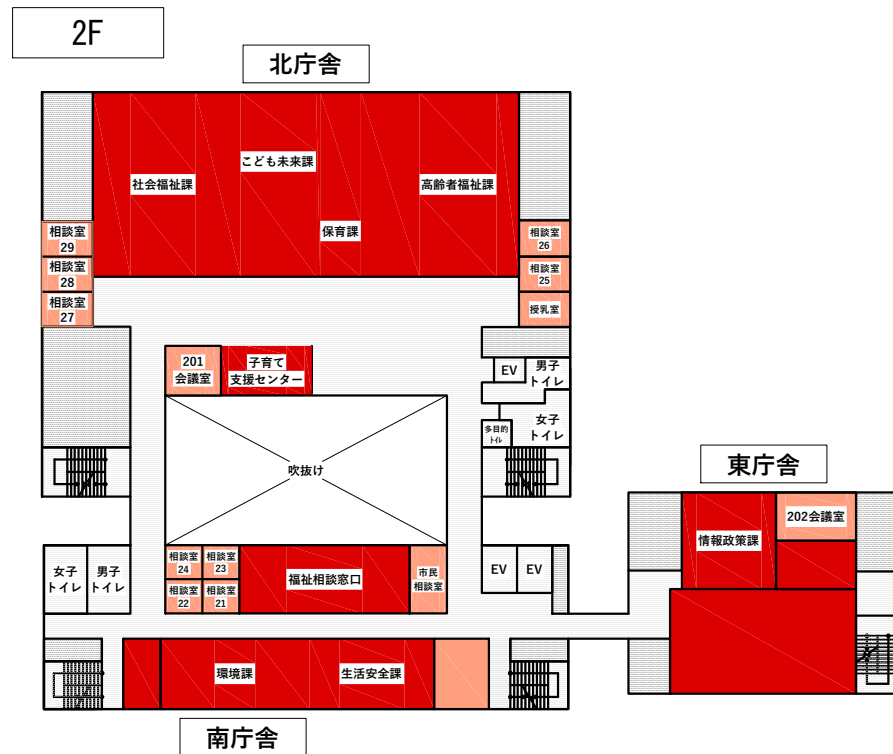 2F
北庁舎
こども未来課
社会福祉課
高齢者福祉課
保育課
相談室
29
相談室
28
相談室
27
相談室
26
相談室
25
授乳室
201
会議室
子育て
支援センター
EV
男子
トイレ
女子
トイレ
多目的
トイレ
吹抜け
東庁舎
202会議室
情報政策課
相談室
24
相談室
23
相談室
22
相談室
21
福祉相談窓口
市民
相談室
EV
EV
女子
トイレ
男子
トイレ
環境課
生活安全課
南庁舎